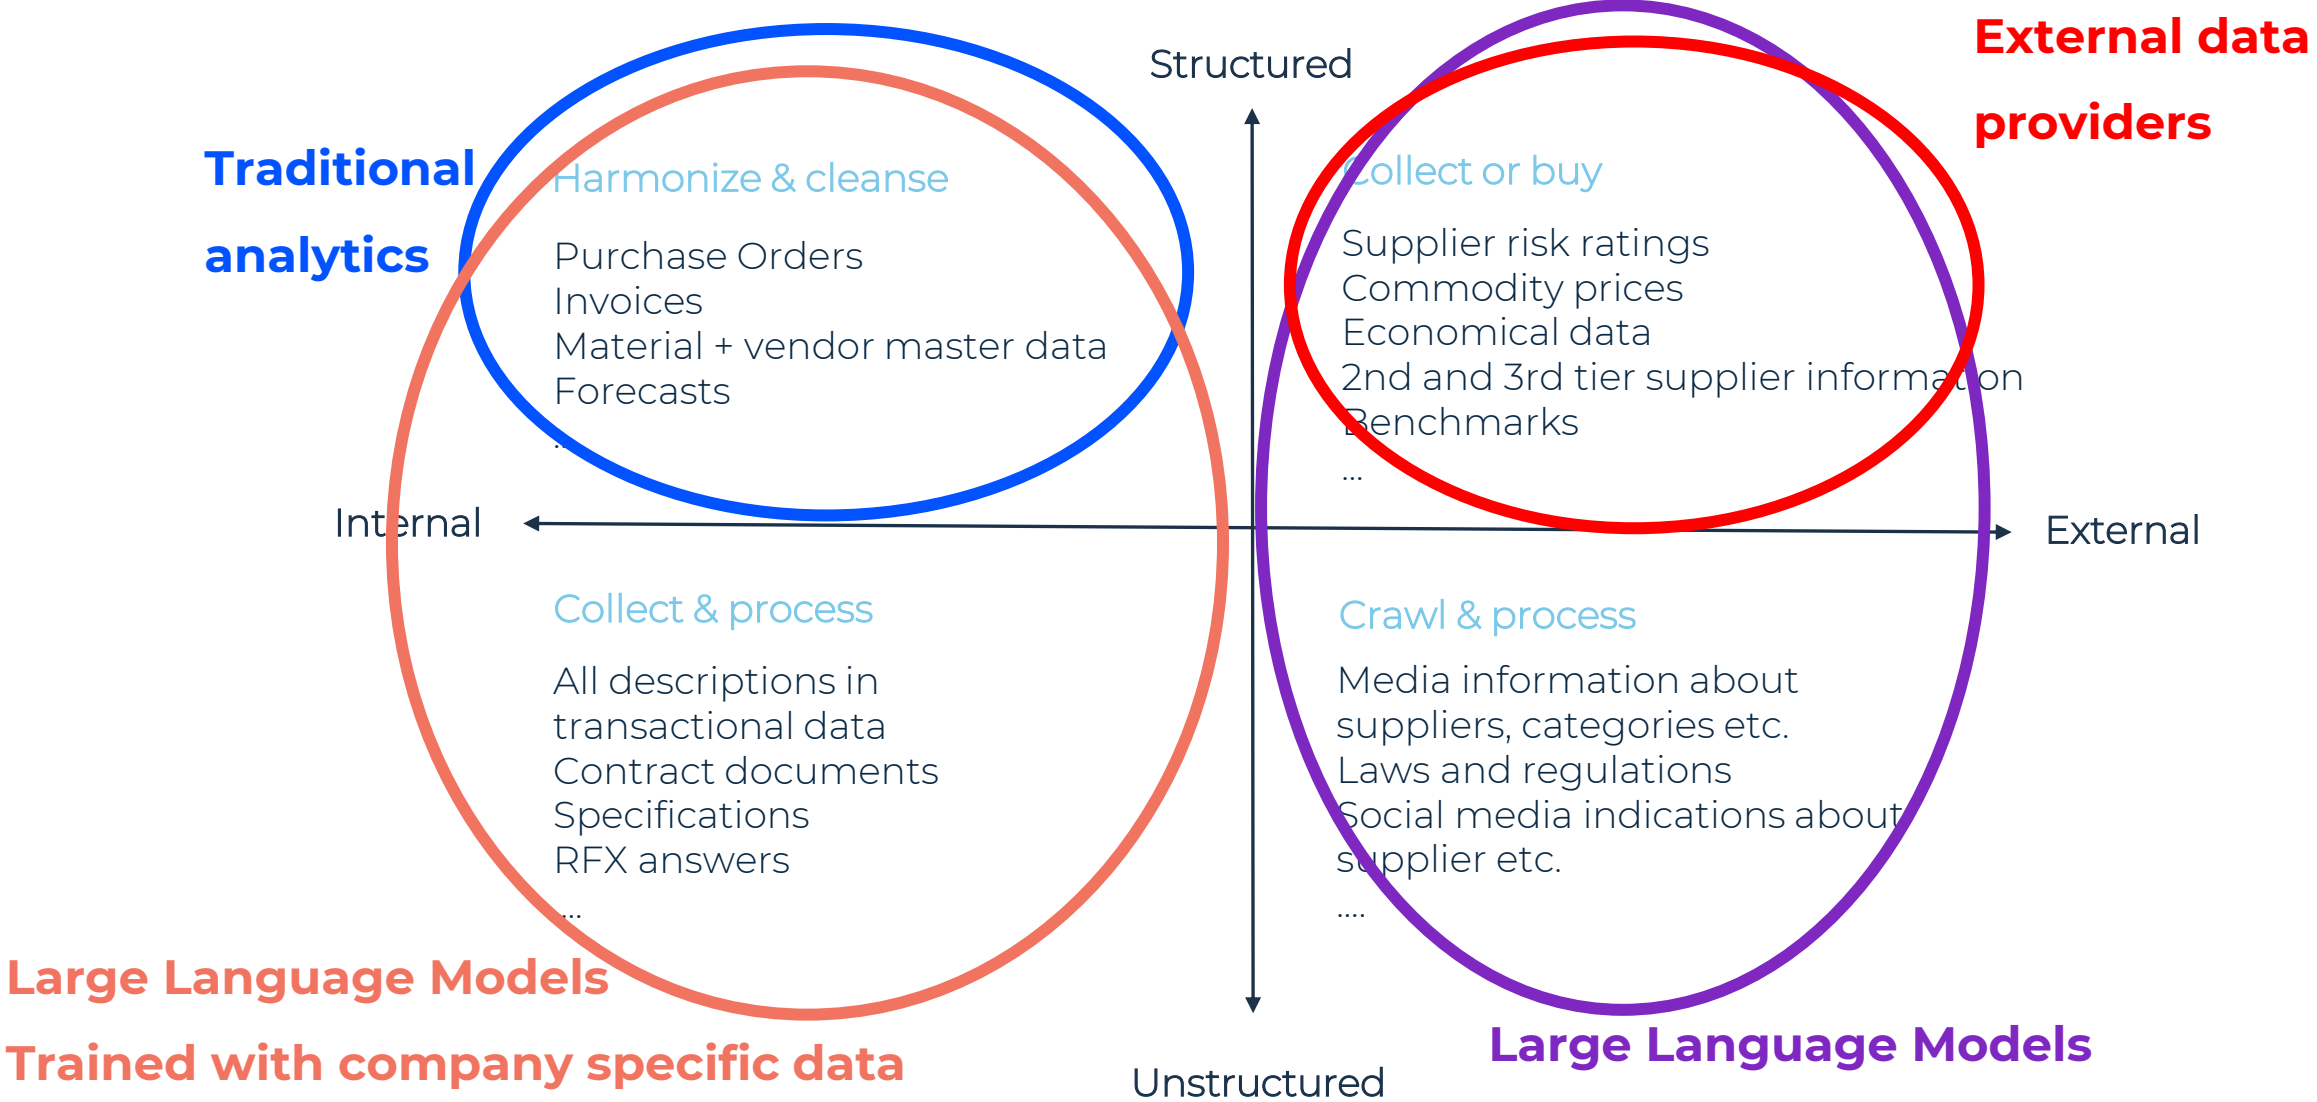 Structured
External data
providers
Traditional
analytics
Harmonize & cleanse
Purchase Orders
Invoices
Material + vendor master data
Forecasts
...
Collect or buy
Supplier risk ratings
Commodity prices
Economical data
2nd and 3rd tier supplier information
Benchmarks
...
Internal
External
Collect & process
All descriptions in
transactional data
Contract documents
Specifications
RFX answers
...
Crawl & process
Media information about
suppliers, categories etc.
Laws and regulations
Social media indications about
supplier etc.
....
Large Language Models
Trained with company specific data
Large Language Models
Unstructured